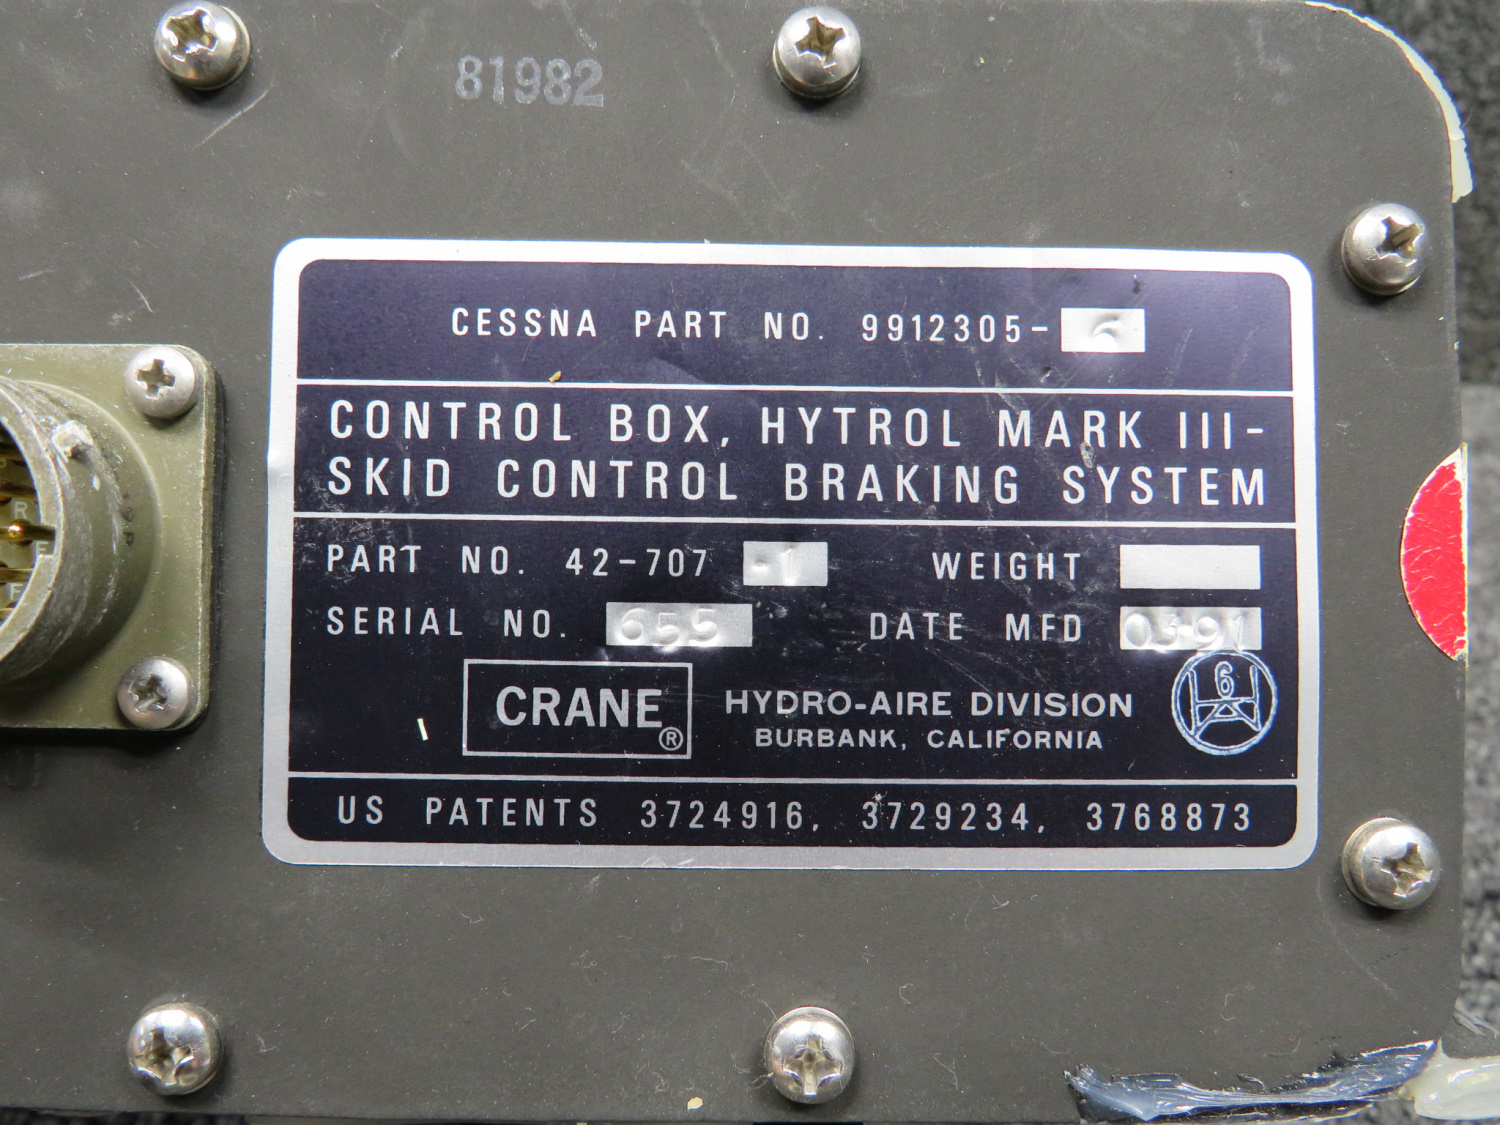 81982
CESSNA PART NO. 9912305-6
CONTROL BOX, HYTROL MARK III-
SKID CONTROL BRAKING SYSTEM
PART NO. 42-707 -1 WEIGHT
SERIAL NO. 655 DATE MFD 0391
CRANE® HYDRO-AIRE DIVISION
BURBANK, CALIFORNIA
6
US PATENTS 3724916, 3729234, 3768873